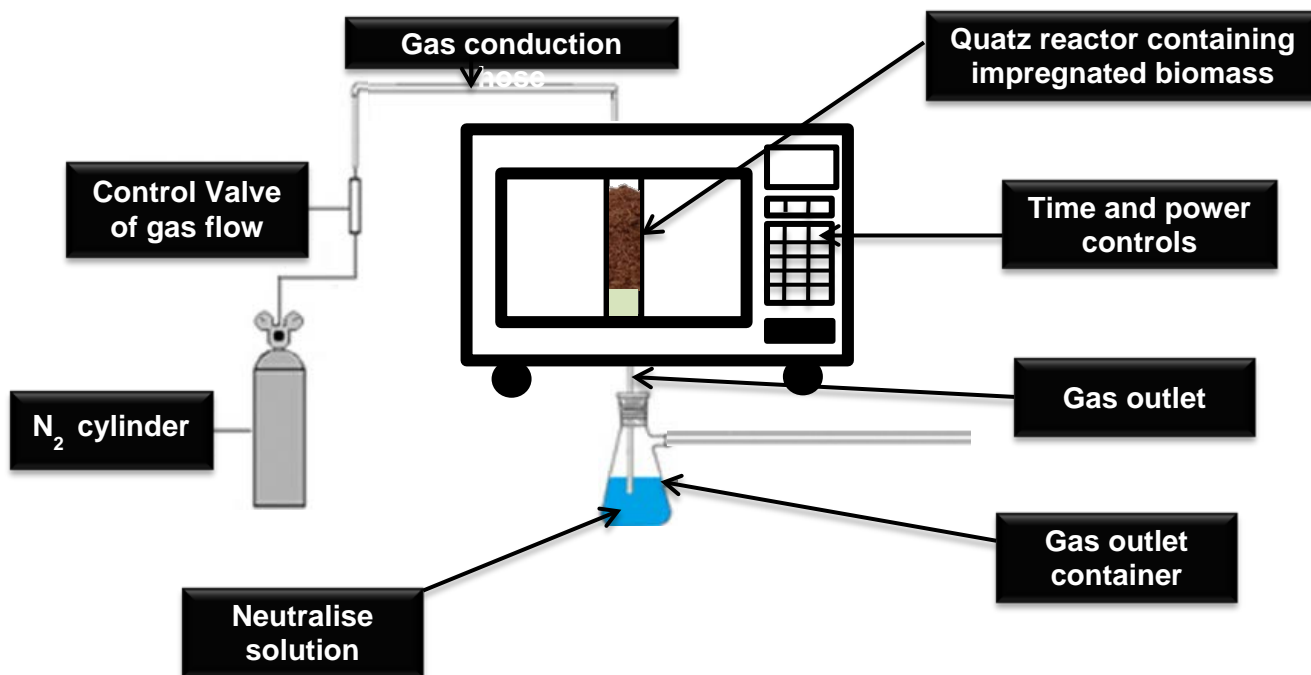 Gas conduction
hose
Quatz reactor containing
impregnated biomass
Control Valve
of gas flow
Time and power
controls
N2 cylinder
Gas outlet
Gas outlet
container
Neutralise
solution